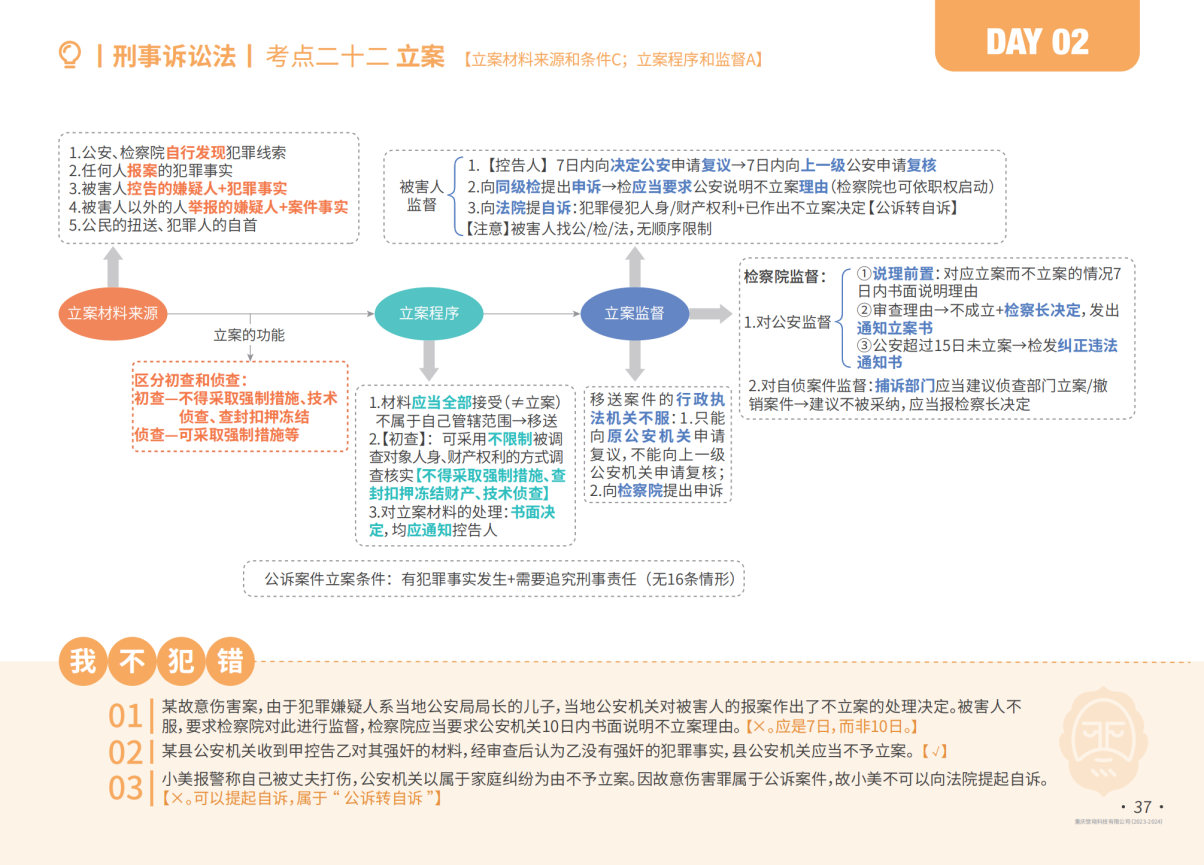 DAY 02
刑事诉讼法 | 考点二十二 立案 【立案材料来源和条件C；立案程序和监督A】
1.公安、检察院自行发现犯罪线索
2.任何人报案的犯罪事实
3.被害人控告的嫌疑人+犯罪事实
4.被害人以外的人举报的嫌疑人+案件事实
5.公民的扭送、犯罪人的自首
被害人
监督
1.【控告人】7日内向决定公安申请复议→7日内向上一级公安申请复核
2.向同级检提出申诉→检应当要求公安说明不立案理由(检察院也可依职权启动)
3.向法院提自诉：犯罪侵犯人身/财产权利+已作出不立案决定【公诉转自诉】
【注意】被害人找公/检/法，无顺序限制
立案材料来源
立案的功能
立案程序
立案监督
检察院监督：
1.对公安监督
①说理前置：对应立案而不立案的情况7
日内书面说明理由
②审查理由→不成立+检察长决定，发出
通知立案书
③公安超过15日未立案→检发纠正违法
通知书
2.对自侦案件监督：捕诉部门应当建议侦查部门立案/撤
销案件→建议不被采纳，应当报检察长决定
区分初查和侦查：
初查—不得采取强制措施、技术
侦查、查封扣押冻结
侦查—可采取强制措施等
1.材料应当全部接受(≠立案)
不属于自己管辖范围→移送
2.【初查】：可采用不限制被调
查对象人身、财产权利的方式调
查核实【不得采取强制措施、查
封扣押冻结财产、技术侦查】
3.对立案材料的处理：书面决
定，均应通知控告人
移送案件的行政执
法机关不服：1.只能
向原公安机关申请
复议，不能向上一级
公安机关申请复核；
2.向检察院提出申诉
公诉案件立案条件：有犯罪事实发生+需要追究刑事责任（无16条情形）
我不犯错
01 某故意伤害案，由于犯罪嫌疑人系当地公安局局长的儿子，当地公安机关对被害人的报案作出了不立案的处理决定。被害人不
服，要求检察院对此进行监督，检察院应当要求公安机关10日内书面说明不立案理由。【×。应是7日，而非10日。】
02 某县公安机关收到甲控告乙对其强奸的材料，经审查后认为乙没有强奸的犯罪事实，县公安机关应当不予立案。【√】
03 小美报警称自己被丈夫打伤，公安机关以属于家庭纠纷为由不予立案。因故意伤害罪属于公诉案件，故小美不可以向法院提起自诉。
【×。可以提起自诉，属于“公诉转自诉”】
· 37 ·